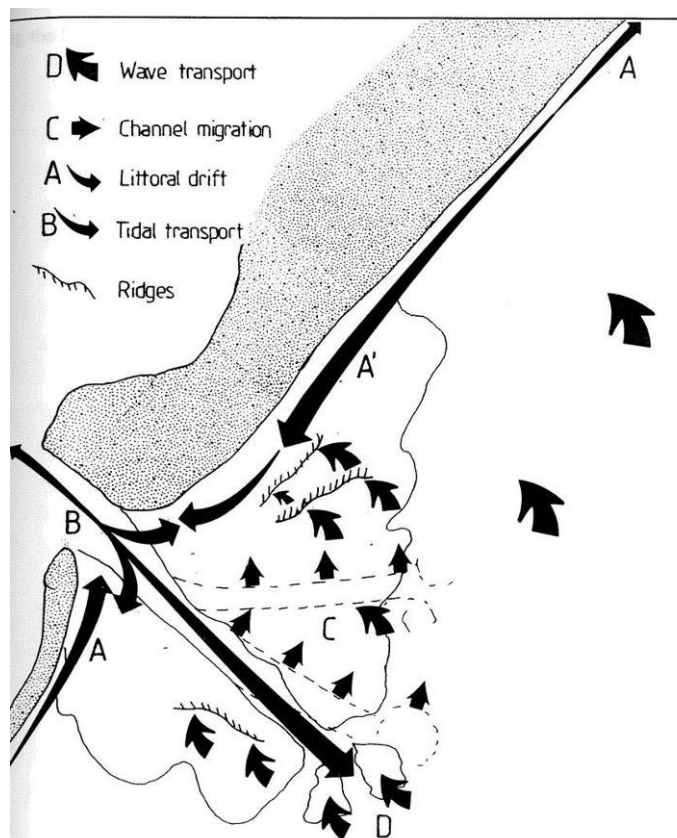 D Wave transport
C Channel migration
A Littoral drift
B Tidal transport
Ridges
A
A'
B
A
C
D